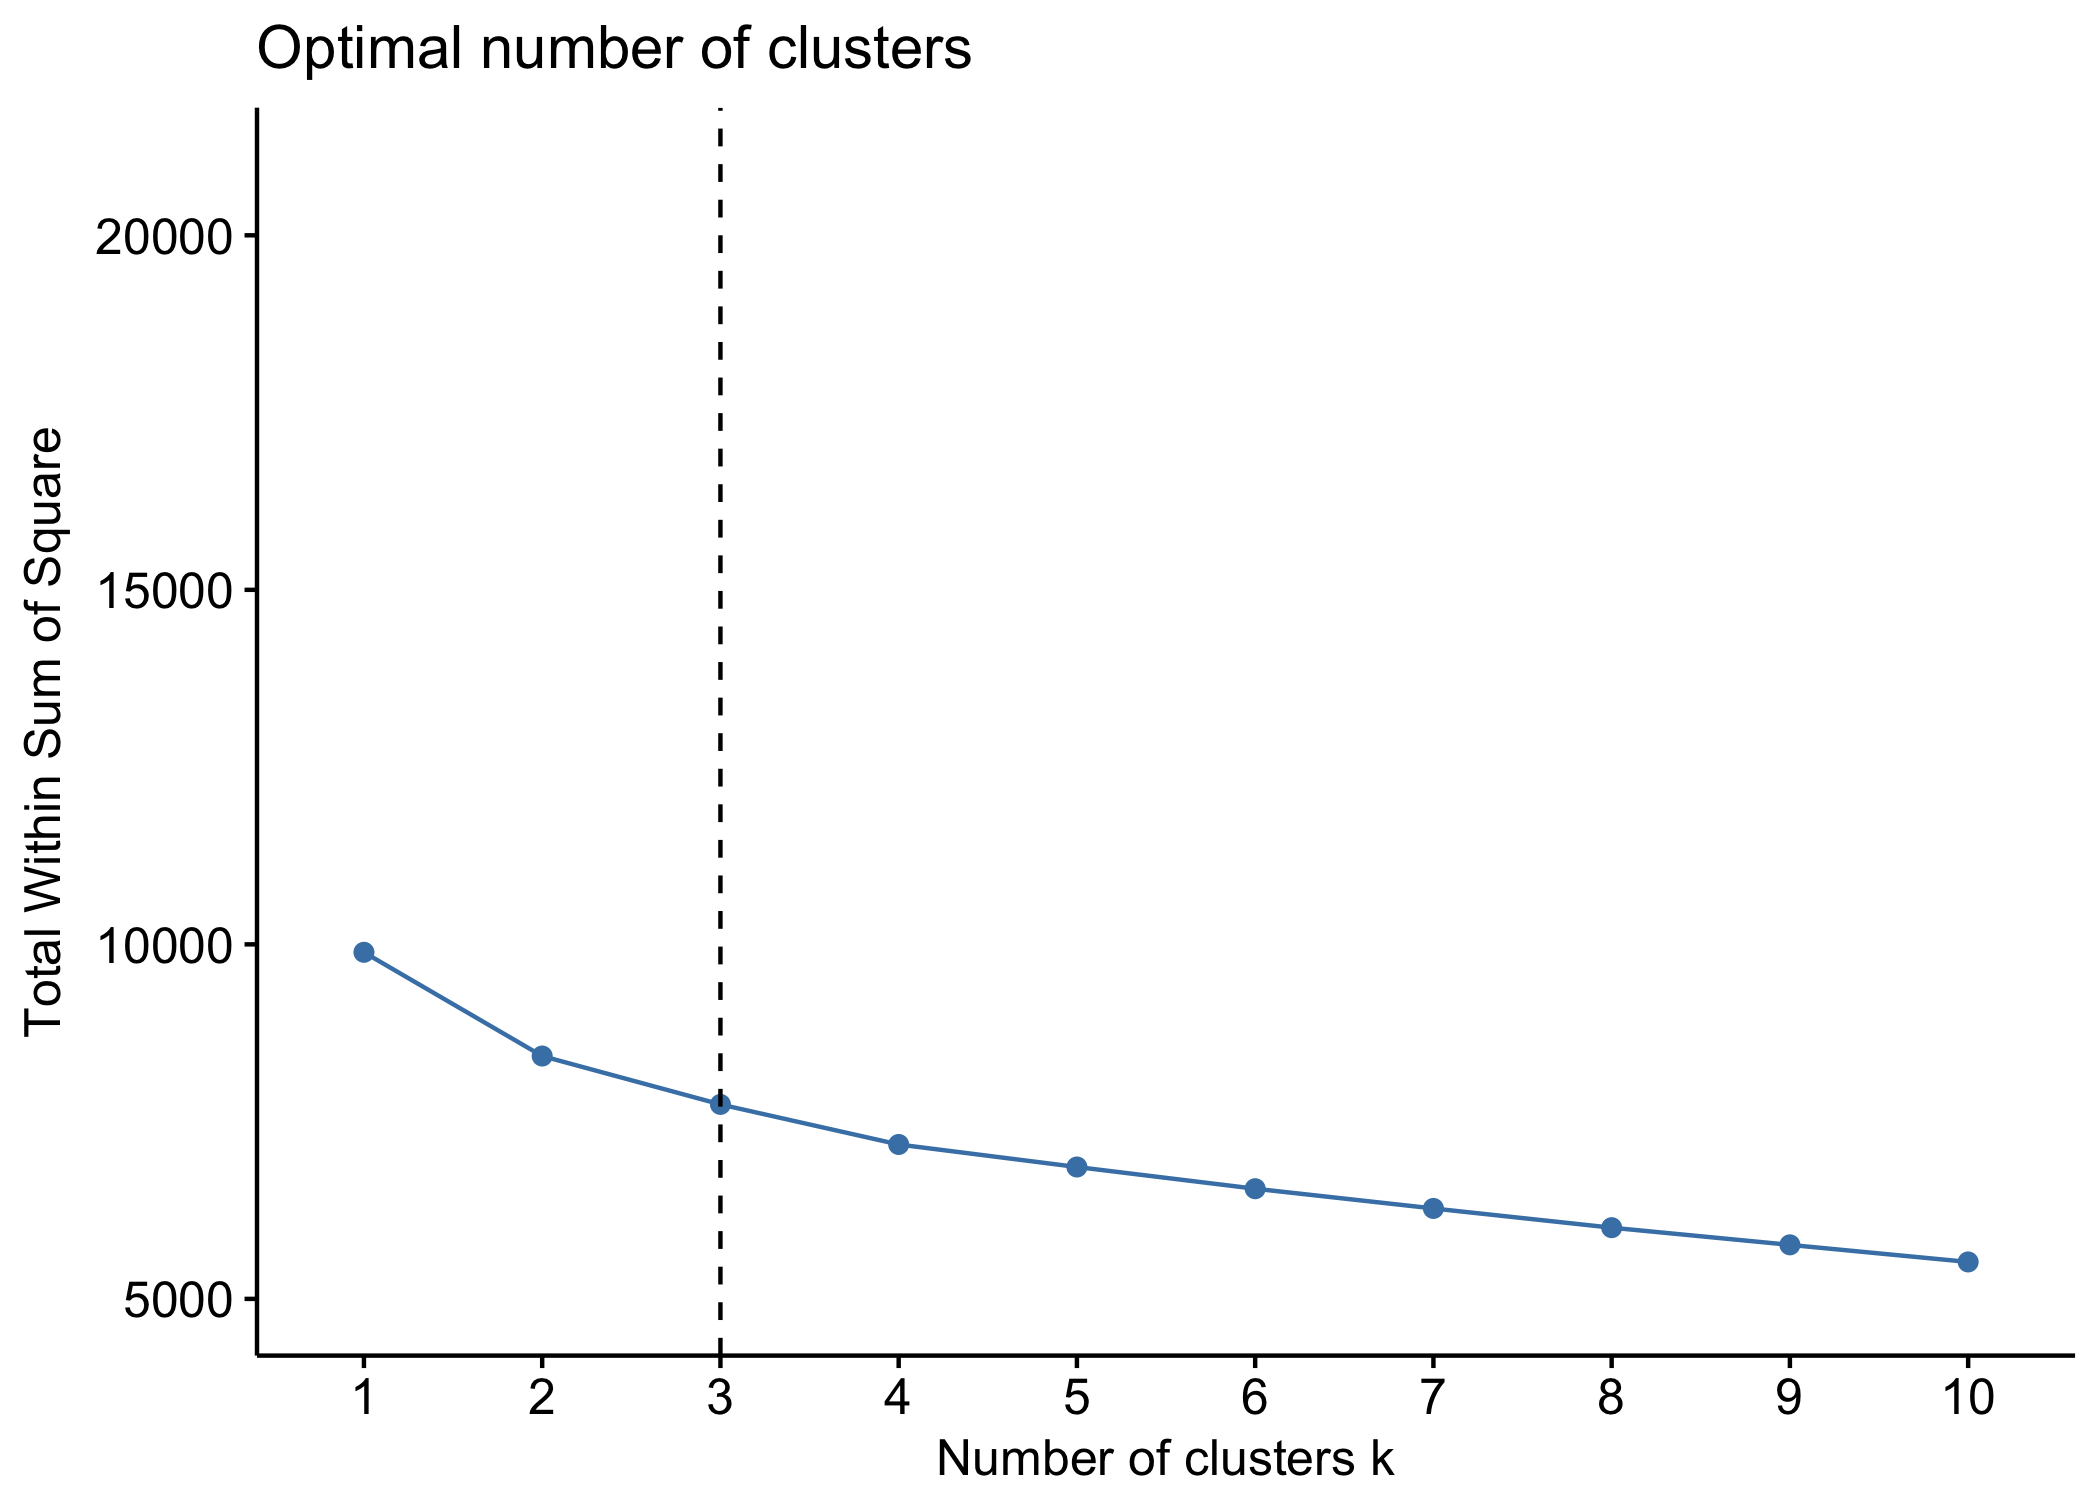 Optimal number of clusters
20000
15000
10000
5000
Total Within Sum of Square
1 2 3 4 5 6 7 8 9 10
Number of clusters k